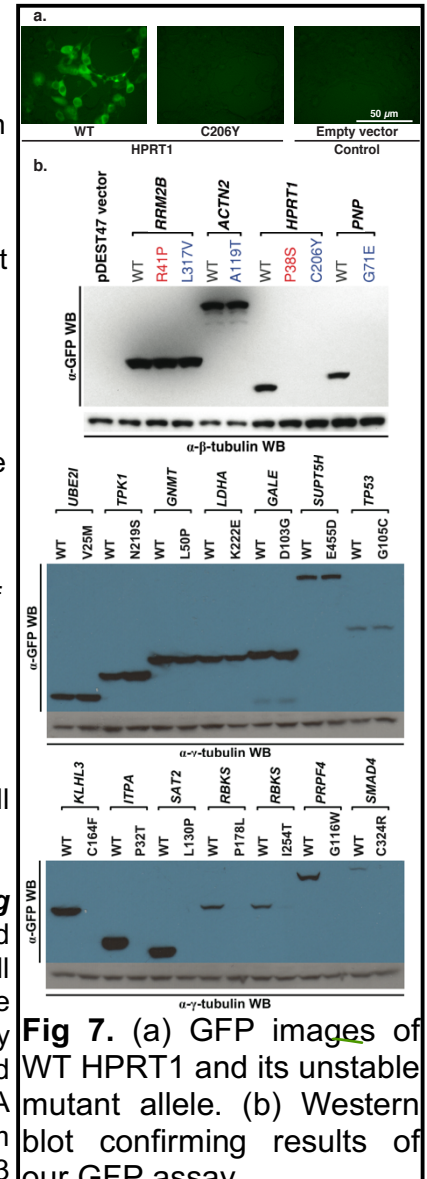 a.
50 µm
WT C206Y Empty vector
HPRT1 Control
b.
pDEST47 vector RRM2B ACTN2 HPRT1 PNP
WT R41P L317V WT A119T WT P38S C206Y WT G71E
α-GFP WB
α-β-tubulin WB
UBE2I TPK1 GNMT LDHA GALE SUPT5H TP53
WT V25M WT N219S WT L50P WT K222E WT D103G WT E455D WT G105C
α-GFP WB
α-γ-tubulin WB
KLHL3 ITPA SAT2 RBKS RBKS PRPF4 SMAD4
WT C164F WT P32T WT L130P WT P178L WT I254T WT G116W WT C324R
α-GFP WB
α-γ-tubulin WB
Fig 7. (a) GFP images of
WT HPRT1 and its unstable
mutant allele. (b) Western
blot confirming results of
our GFP assay